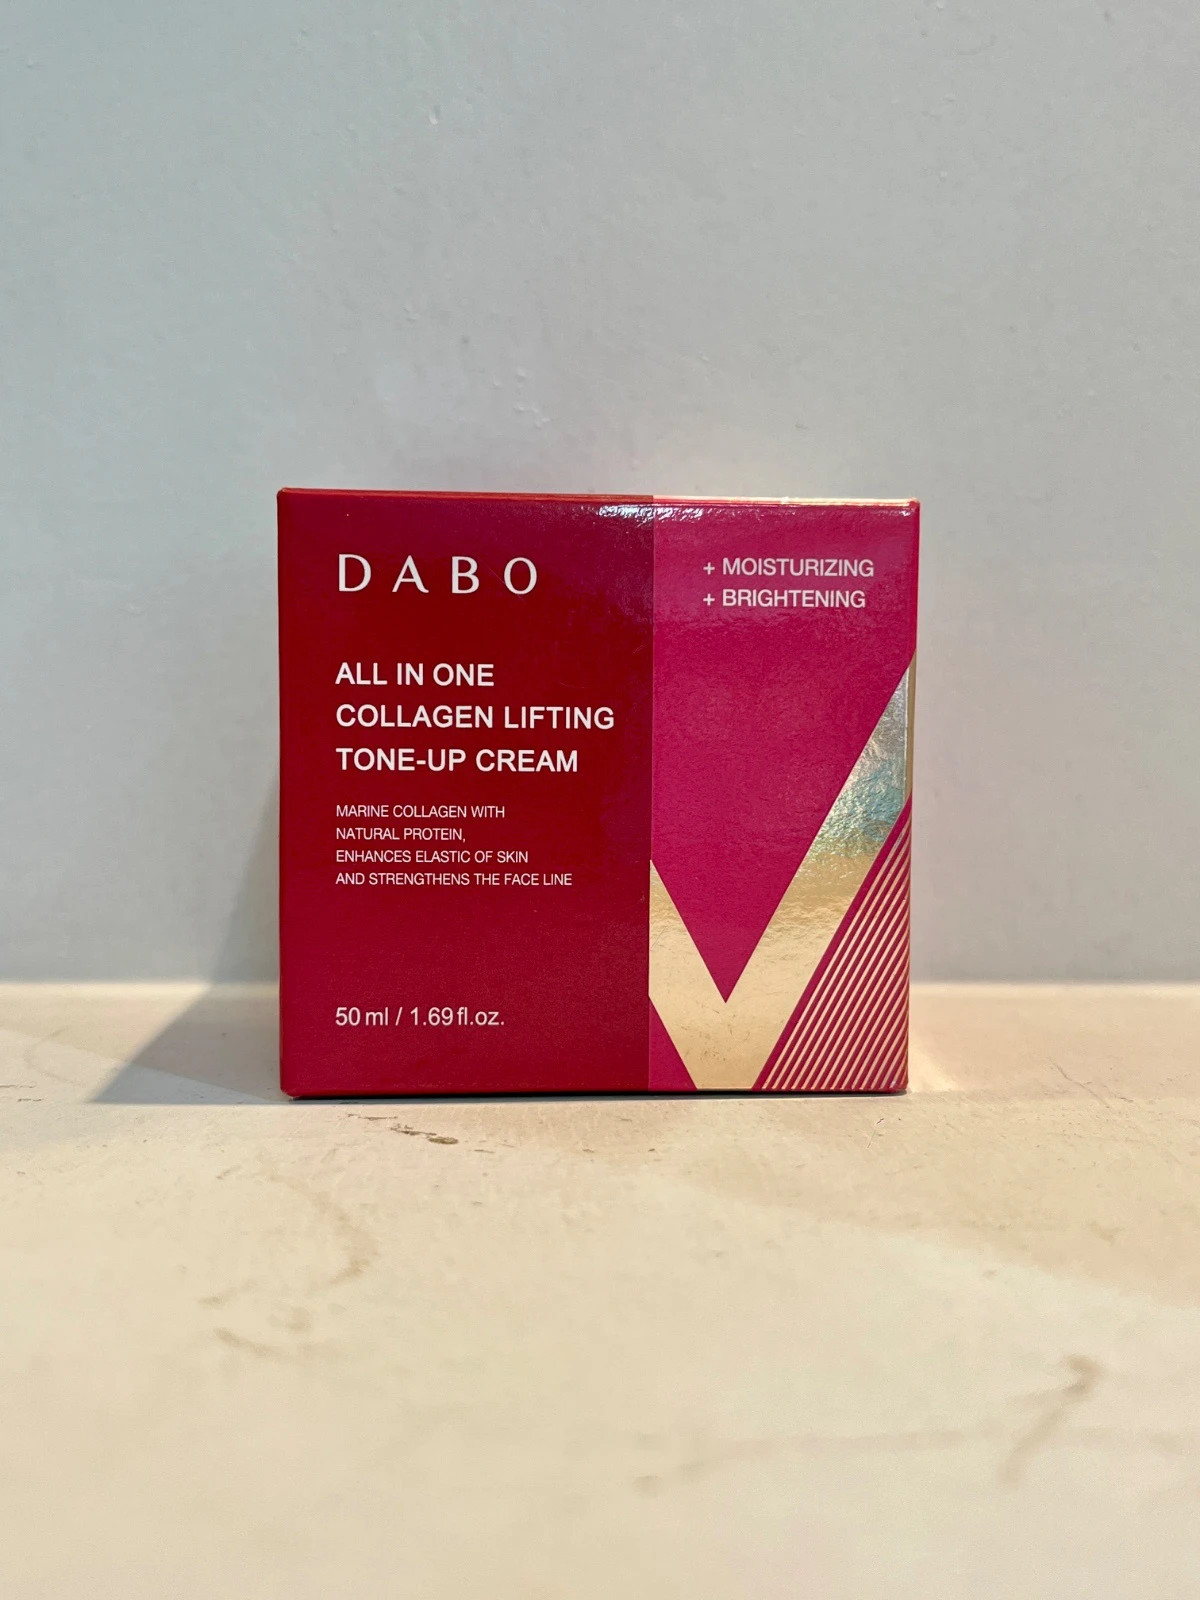 DABO
+ MOISTURIZING
+ BRIGHTENING
ALL IN ONE
COLLAGEN LIFTING
TONE-UP CREAM
MARINE COLLAGEN WITH
NATURAL PROTEIN,
ENHANCES ELASTIC OF SKIN
AND STRENGTHENS THE FACE LINE
50 ml / 1.69 fl.oz.